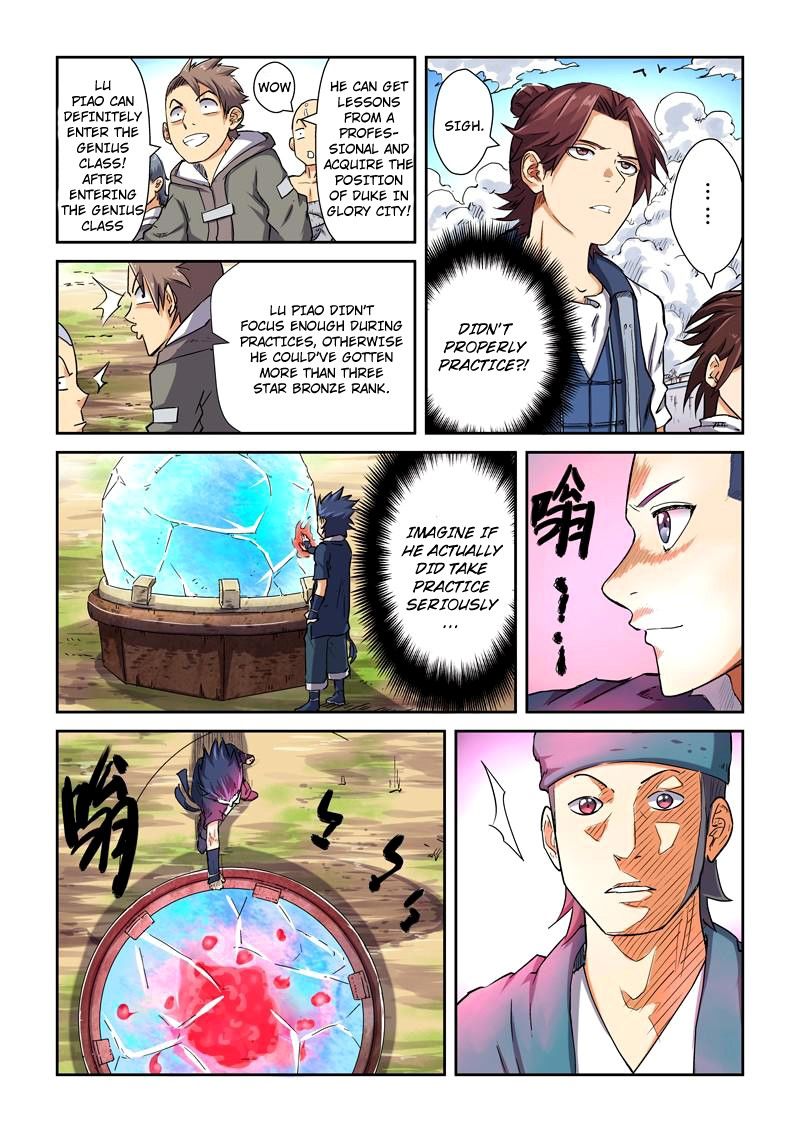 LU
PIAO CAN
DEFINITELY
ENTER THE
GENIUS
CLASS!
AFTER
ENTERING
THE GENIUS
CLASS
WOW
HE CAN GET
LESSONS
FROM A
PROFES-
SIONAL AND
ACQUIRE THE
POSITION
OF DUKE IN
GLORY CITY!
SIGH.
......
DIDN'T
PROPERLY
PRACTICE?!
LU PIAO DIDN'T
FOCUS ENOUGH DURING
PRACTICES, OTHERWISE
HE COULD'VE GOTTEN
MORE THAN THREE
STAR BRONZE RANK.
IMAGINE IF
HE ACTUALLY
DID TAKE
PRACTICE
SERIOUSLY
...
嗡
嗡